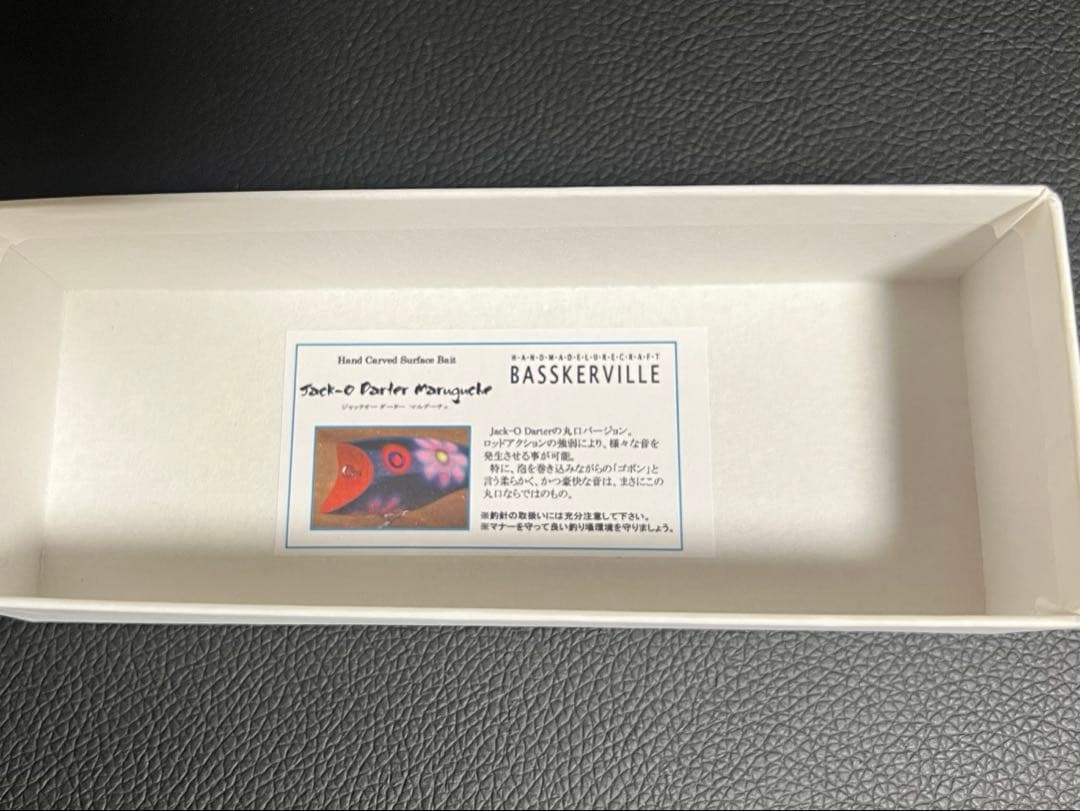 Hand Carved Surface Bait
Jack-O Darter Maruguche
ジャックオー ダーター マルグーチェ
H・A・N・D・M・A・D・E・L・U・R・E・C・R・A・F・T
BASSKERVILLE
Jack-O Darterの丸口バージョン。
ロッドアクションの強弱により、様々な音を
発生させる事が可能。
特に、泡を巻き込みながらの「ゴボン」と
言う柔らかく、かつ豪快な音は、まさにこの
丸口ならではのもの。
※釣針の取扱いには充分注意して下さい。
※マナーを守って良い釣り場環境を守りましょう。